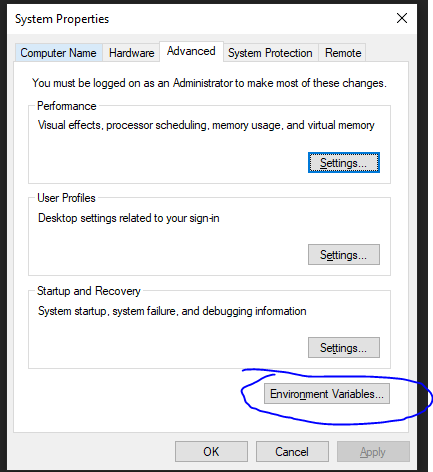 System Properties
Computer Name Hardware Advanced System Protection Remote
You must be logged on as an Administrator to make most of these changes.
Performance
Visual effects, processor scheduling, memory usage, and virtual memory
Settings...
User Profiles
Desktop settings related to your sign-in
Settings...
Startup and Recovery
System startup, system failure, and debugging information
Settings...
Environment Variables...
OK Cancel Apply